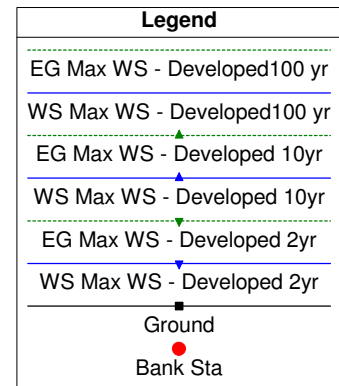 Legend
EG Max WS - Developed100 yr
WS Max WS - Developed100 yr
EG Max WS - Developed 10yr
WS Max WS - Developed 10yr
EG Max WS - Developed 2yr
WS Max WS - Developed 2yr
Ground
Bank Sta